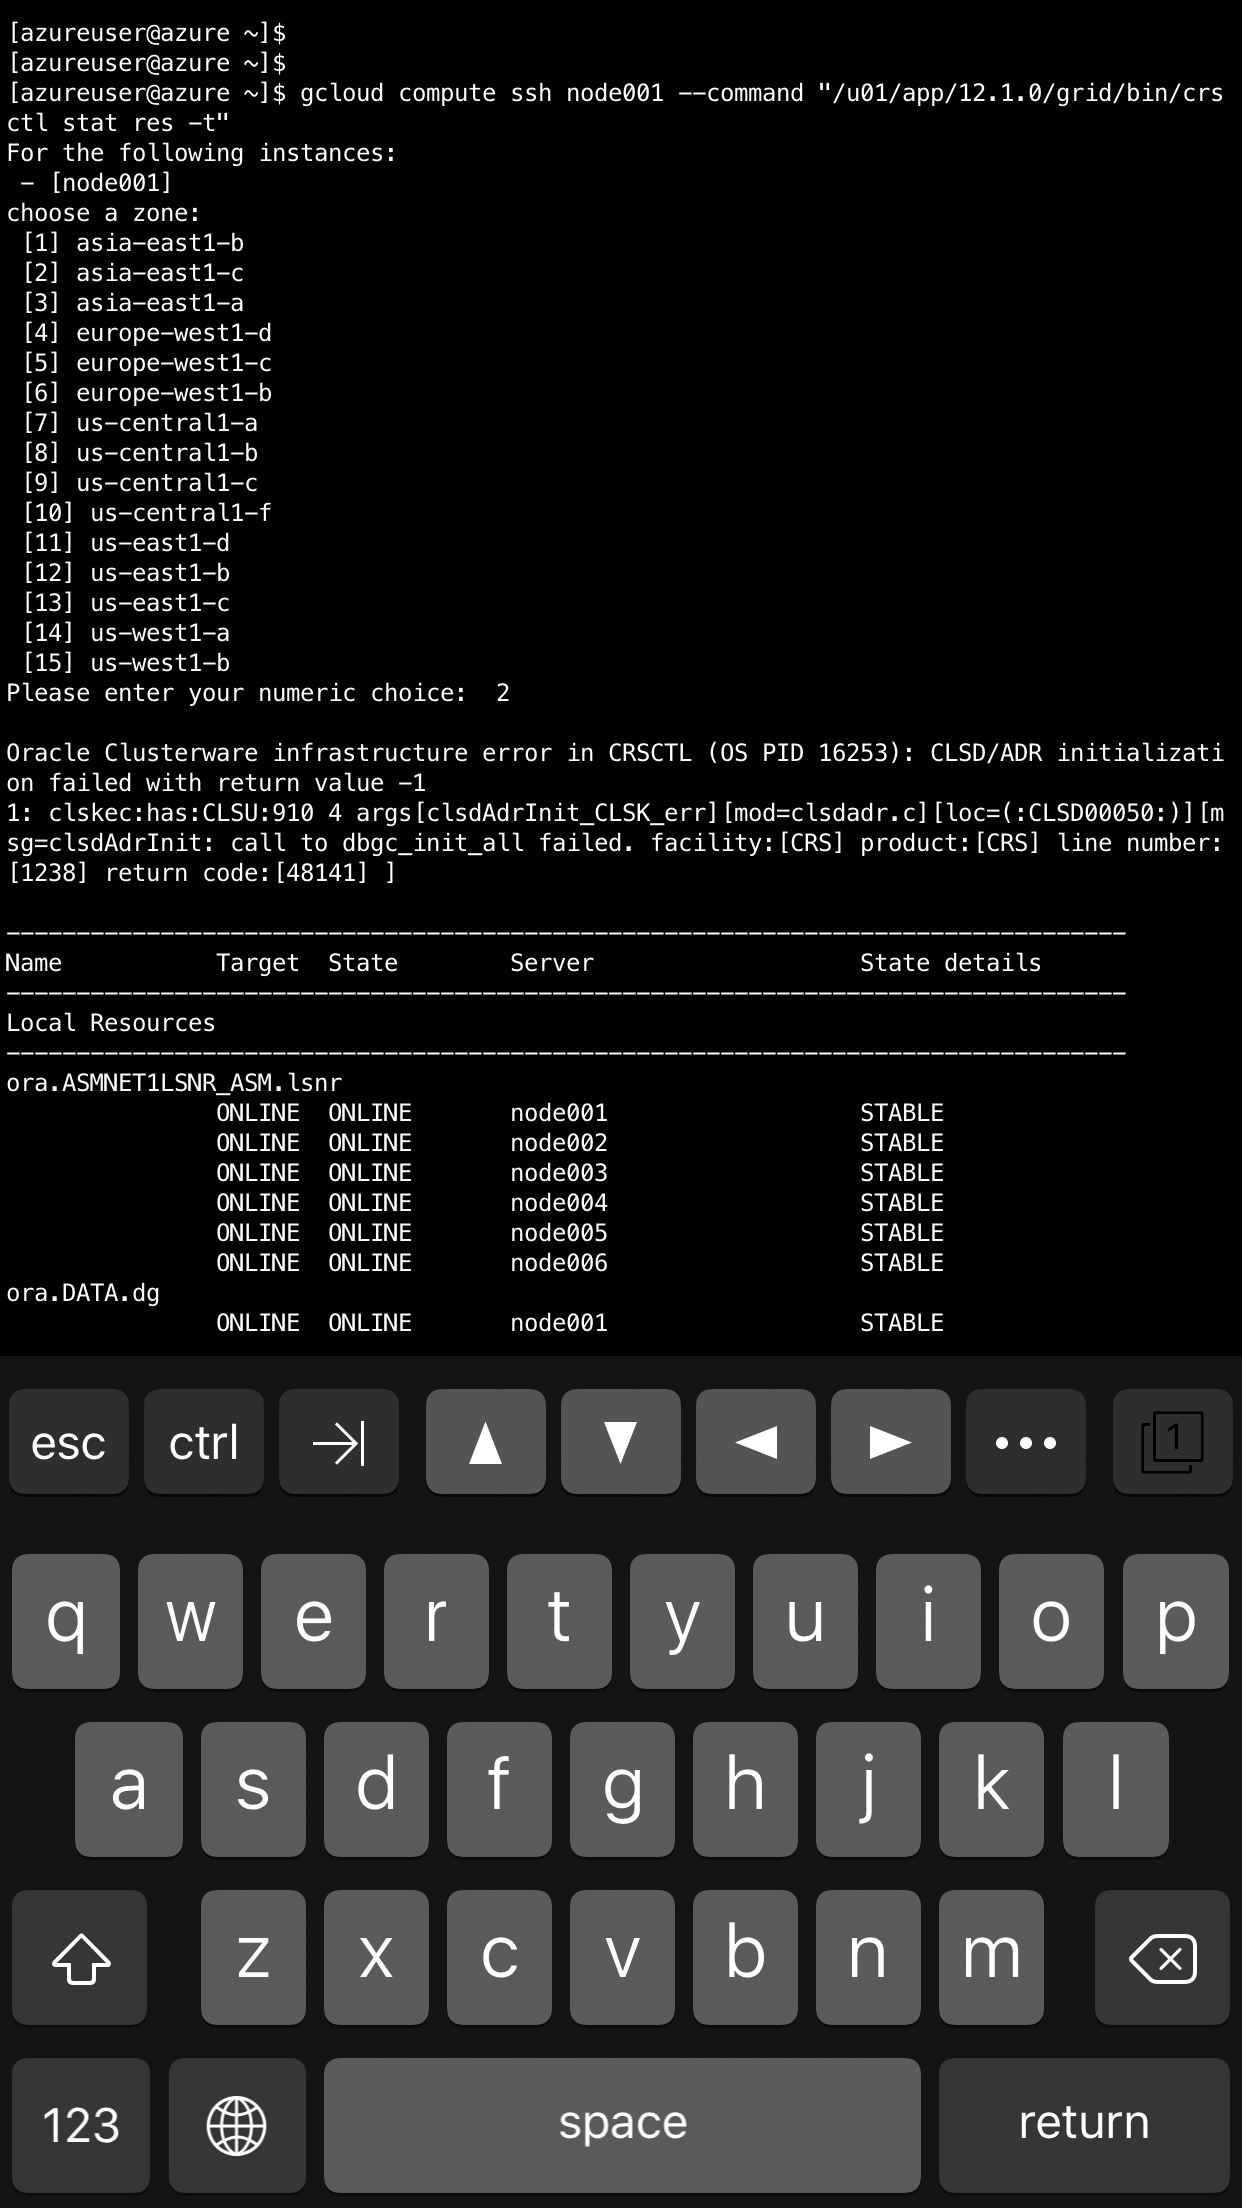 [azureuser@azure ~]$
[azureuser@azure ~]$
[azureuser@azure ~]$ gcloud compute ssh node001 --command "/u01/app/12.1.0/grid/bin/crs
ctl stat res -t"
For the following instances:
 - [node001]
choose a zone:
 [1] asia-east1-b
 [2] asia-east1-c
 [3] asia-east1-a
 [4] europe-west1-d
 [5] europe-west1-c
 [6] europe-west1-b
 [7] us-central1-a
 [8] us-central1-b
 [9] us-central1-c
 [10] us-central1-f
 [11] us-east1-d
 [12] us-east1-b
 [13] us-east1-c
 [14] us-west1-a
 [15] us-west1-b
Please enter your numeric choice:  2
Oracle Clusterware infrastructure error in CRSCTL (OS PID 16253): CLSD/ADR initializati
on failed with return value -1
1: clskec:has:CLSU:910 4 args[clsdAdrInit_CLSK_err][mod=clsdadr.c][loc=(:CLSD00050:)][m
sg=clsdAdrInit: call to dbgc_init_all failed. facility:[CRS] product:[CRS] line number:
[1238] return code:[48141] ]
--------------------------------------------------------------------------------
Name           Target  State        Server                   State details
--------------------------------------------------------------------------------
Local Resources
--------------------------------------------------------------------------------
ora.ASMNET1LSNR_ASM.lsnr
               ONLINE  ONLINE       node001                  STABLE
               ONLINE  ONLINE       node002                  STABLE
               ONLINE  ONLINE       node003                  STABLE
               ONLINE  ONLINE       node004                  STABLE
               ONLINE  ONLINE       node005                  STABLE
               ONLINE  ONLINE       node006                  STABLE
ora.DATA.dg
               ONLINE  ONLINE       node001                  STABLE
esc ctrl 1
q w e r t y u i o p
a s d f g h j k l
z x c v b n m
123 space return